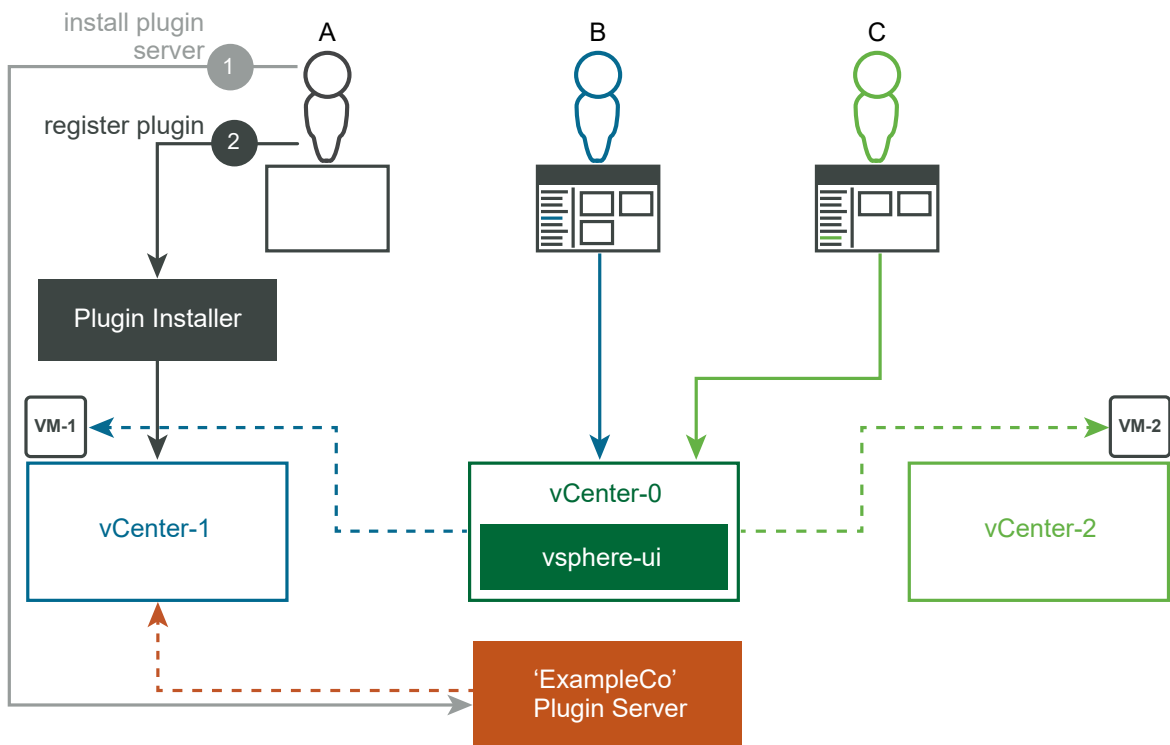 install plugin
server
1
A
B
C
register plugin
2
Plugin Installer
VM-1
VM-2
vCenter-1
vCenter-0
vsphere-ui
vCenter-2
‘ExampleCo’
Plugin Server